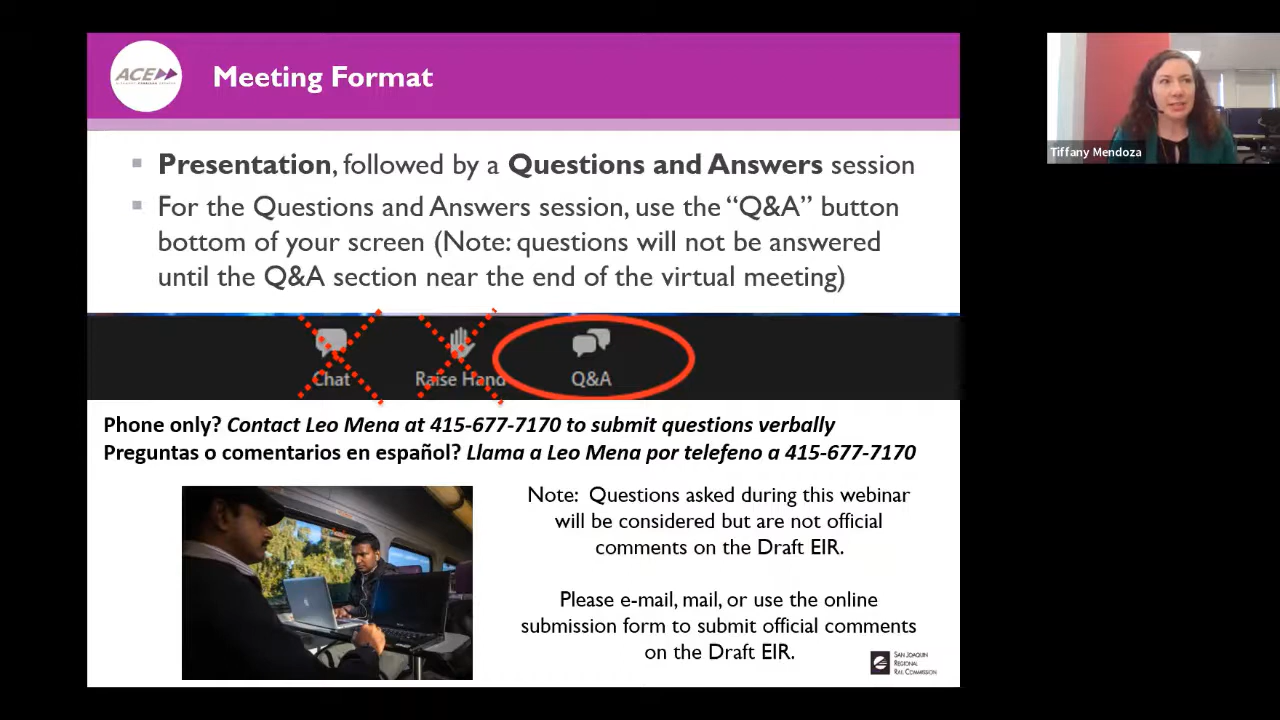 ACE
Meeting Format
Tiffany Mendoza
Presentation, followed by a Questions and Answers session
For the Questions and Answers session, use the “Q&A” button
bottom of your screen (Note: questions will not be answered
until the Q&A section near the end of the virtual meeting)
Chat
Raise Hand
Q&A
Phone only? Contact Leo Mena at 415-677-7170 to submit questions verbally
Preguntas o comentarios en español? Llama a Leo Mena por telefeno a 415-677-7170
Note: Questions asked during this webinar
will be considered but are not official
comments on the Draft EIR.
Please e-mail, mail, or use the online
submission form to submit official comments
on the Draft EIR.
San Joaquin
Regional
Rail Commission